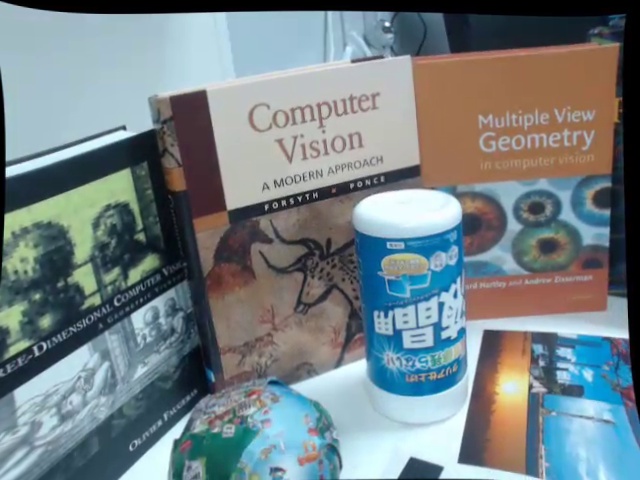 Computer
Vision
A MODERN APPROACH
FORSYTH PONCE
Multiple View
Geometry
in computer vision
Hartley and Andrew Zisserman
REE-DIMENSIONAL COMPUTER
A GEOMETRIC
OLIVIER FAUGERAS